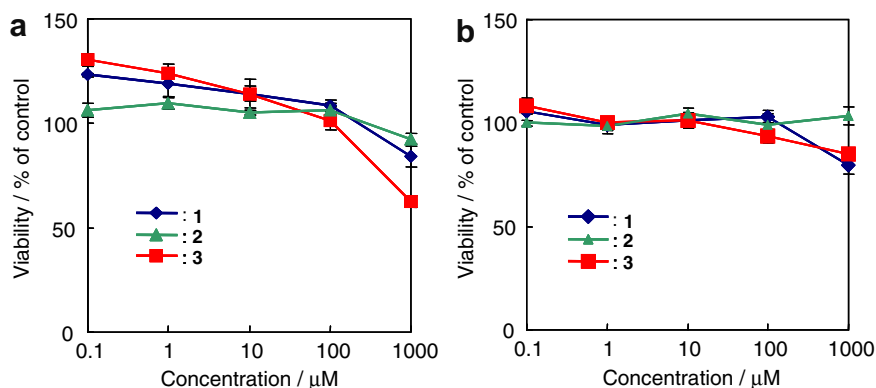 a
150
100
50
0
Viability / % of control
: 1
: 2
: 3
0.1 1 10 100 1000
Concentration / μM
b
150
100
50
0
Viability / % of control
: 1
: 2
: 3
0.1 1 10 100 1000
Concentration / μM